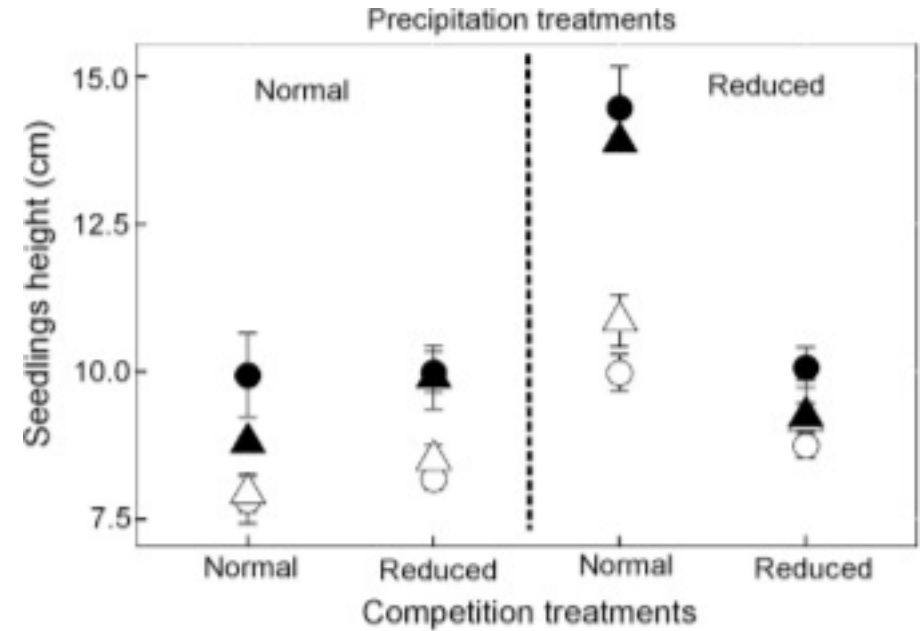 Precipitation treatments
Normal
Reduced
15.0
12.5
10.0
7.5
Seedlings height (cm)
Normal Reduced Normal Reduced
Competition treatments